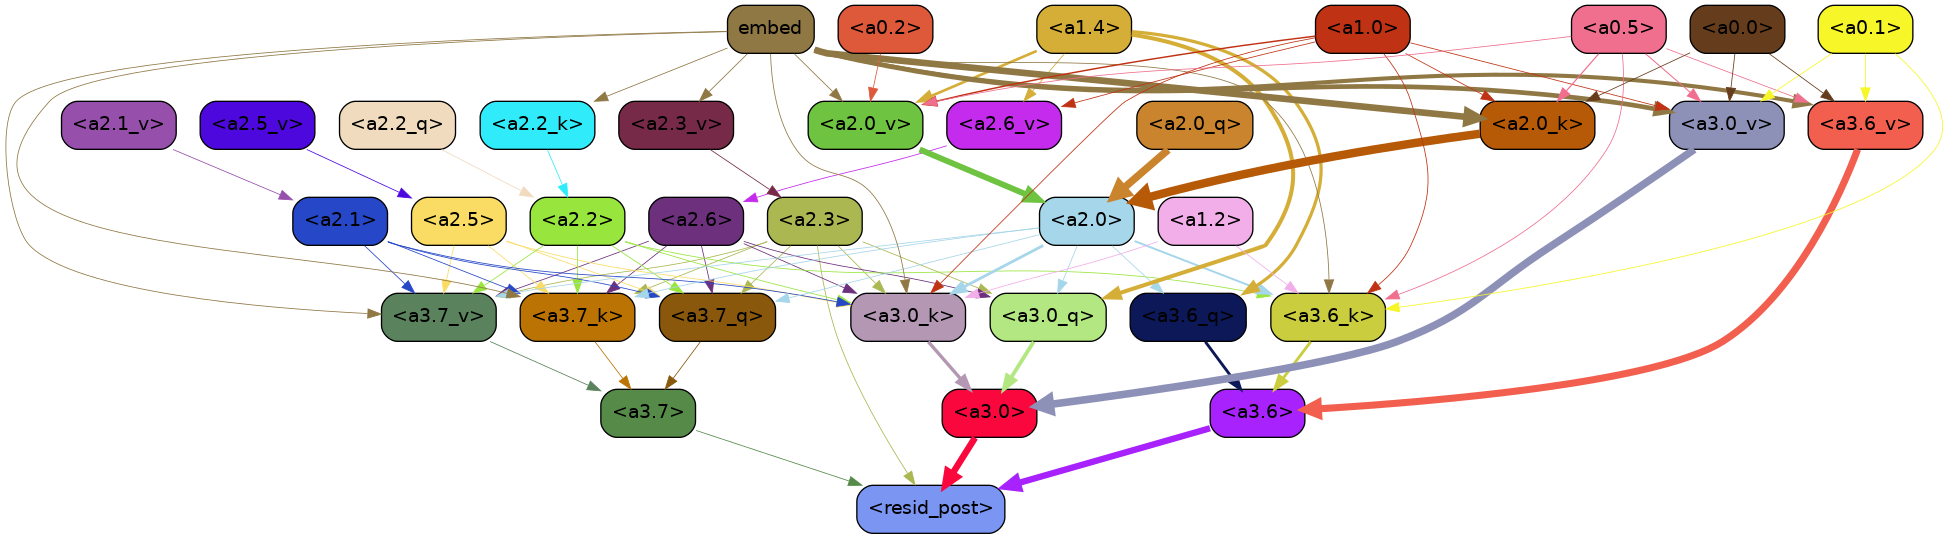 embed <a0.2> <a1.4> <a1.0> <a0.5> <a0.0> <a0.1>
<a2.1_v> <a2.5_v> <a2.2_q> <a2.2_k> <a2.3_v> <a2.0_v> <a2.6_v> <a2.0_q> <a2.0_k> <a3.0_v> <a3.6_v>
<a2.1> <a2.5> <a2.2> <a2.6> <a2.3> <a2.0> <a1.2>
<a3.7_v> <a3.7_k> <a3.7_q> <a3.0_k> <a3.0_q> <a3.6_q> <a3.6_k>
<a3.7> <a3.0> <a3.6>
<resid_post>